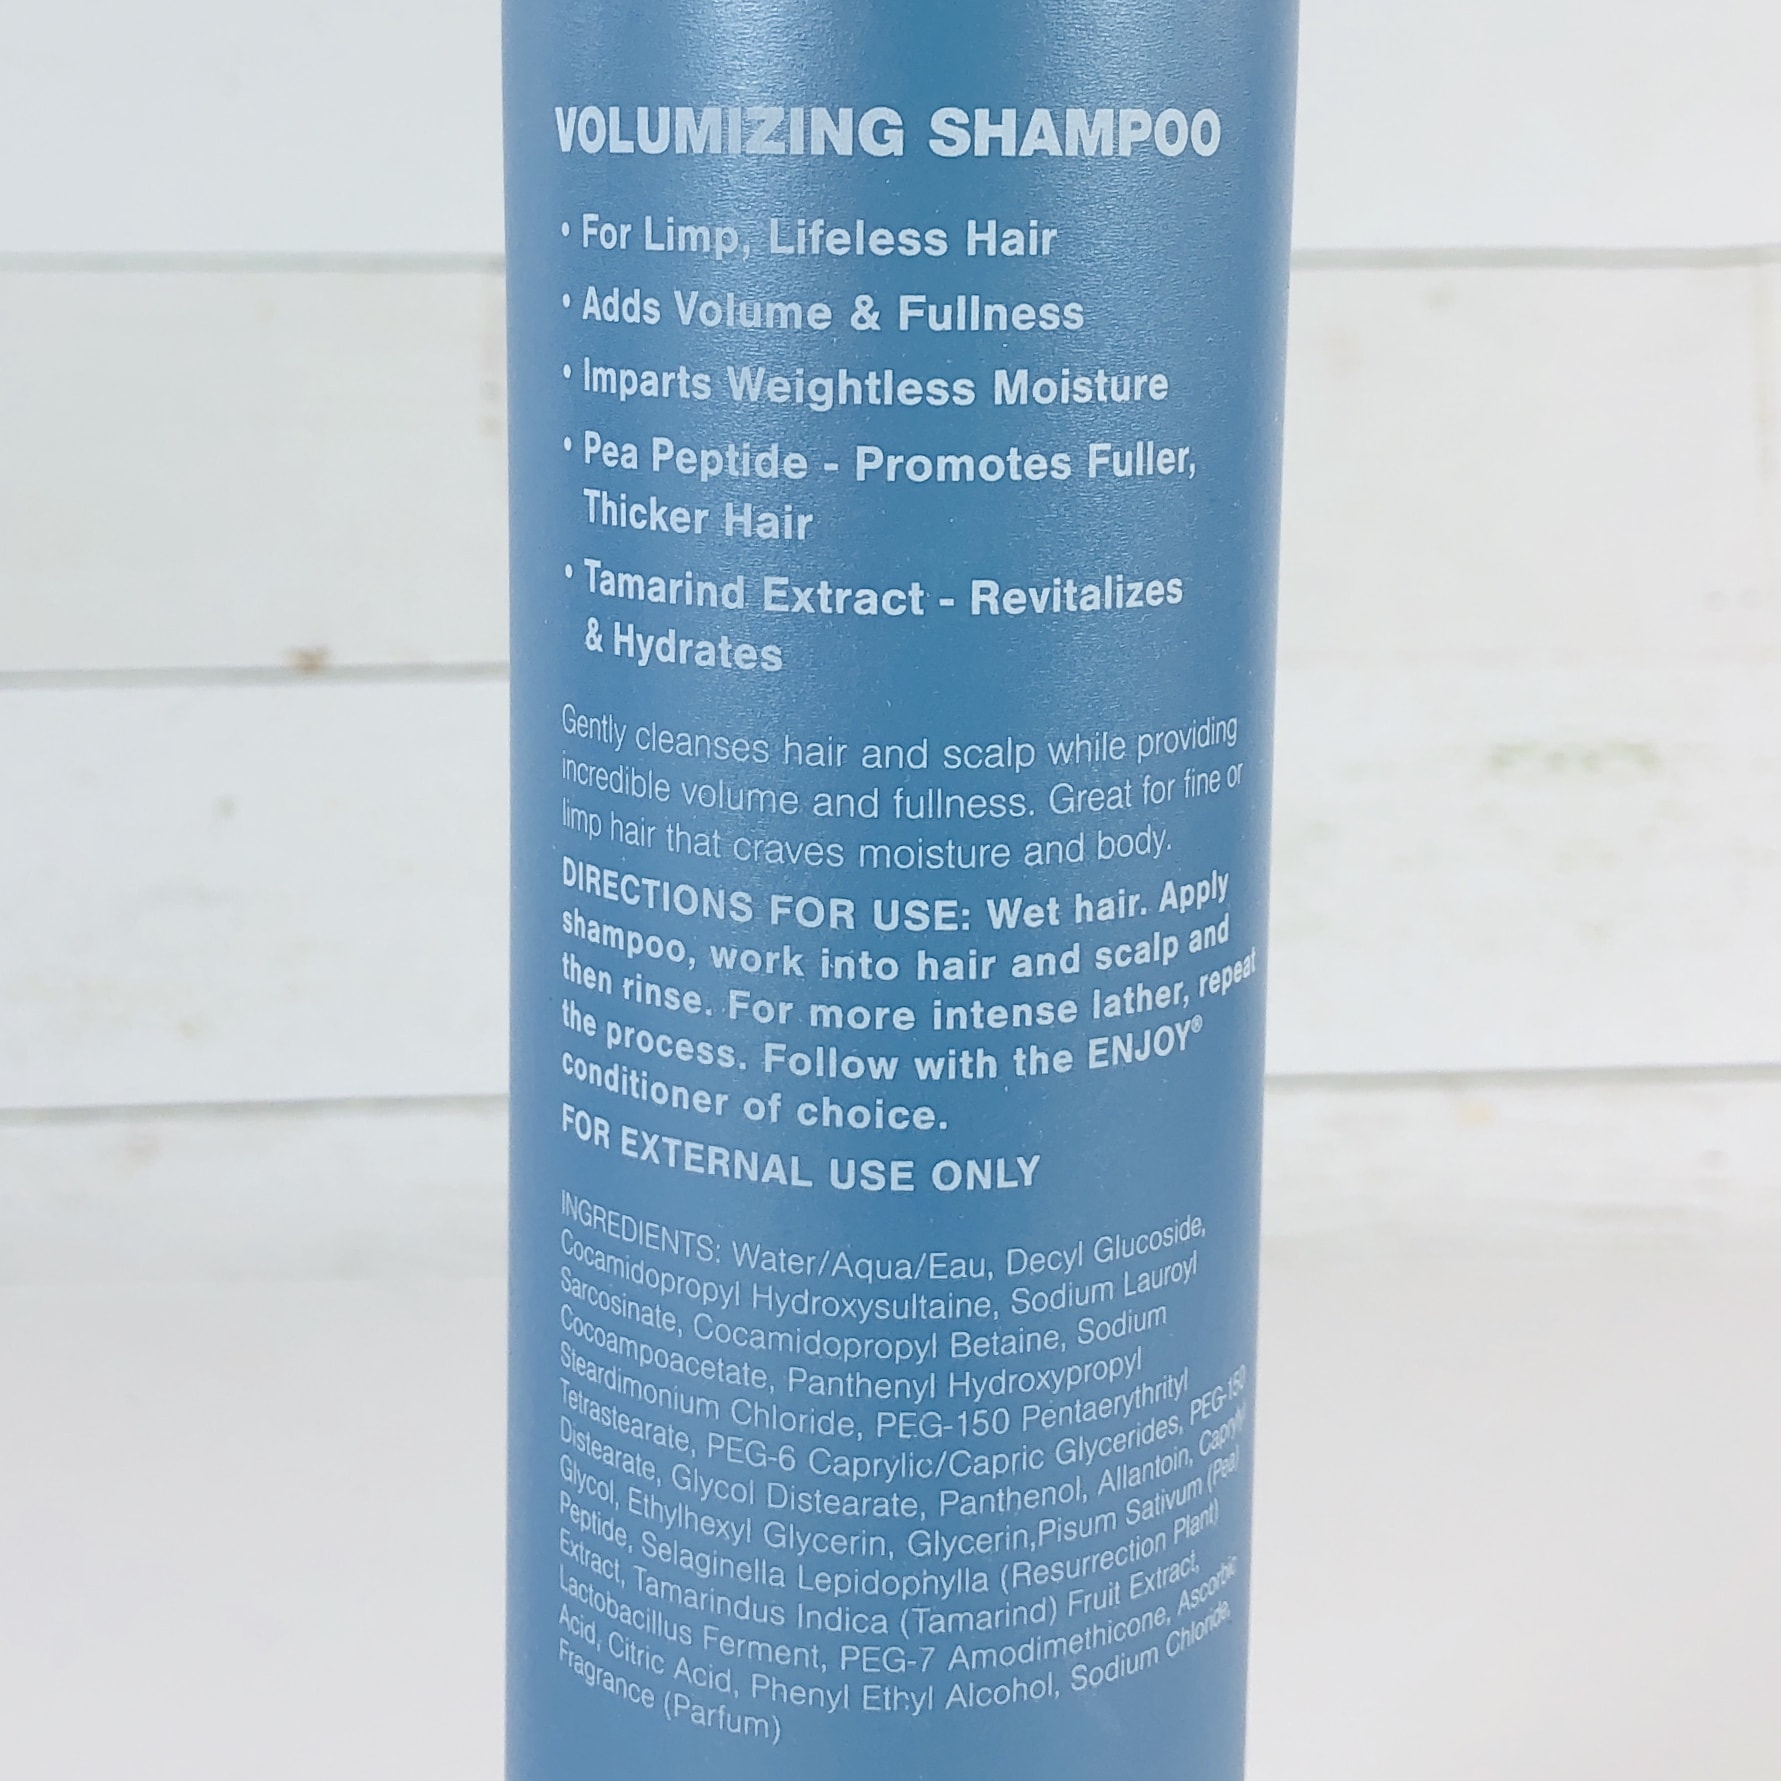 VOLUMIZING SHAMPOO
• For Limp, Lifeless Hair
• Adds Volume & Fullness
• Imparts Weightless Moisture
• Pea Peptide - Promotes Fuller,
Thicker Hair
• Tamarind Extract - Revitalizes
& Hydrates
Gently cleanses hair and scalp while providing
incredible volume and fullness. Great for fine or
limp hair that craves moisture and body.
DIRECTIONS FOR USE: Wet hair. Apply
shampoo, work into hair and scalp and
then rinse. For more intense lather, repeat
the process. Follow with the ENJOY®
conditioner of choice.
FOR EXTERNAL USE ONLY
INGREDIENTS: Water/Aqua/Eau, Decyl Glucoside,
Cocamidopropyl Hydroxysultaine, Sodium Lauroyl
Sarcosinate, Cocamidopropyl Betaine, Sodium
Cocoampoacetate, Panthenyl Hydroxypropyl
Steardimonium Chloride, PEG-150 Pentaerythrityl
Tetrastearate, PEG-6 Caprylic/Capric Glycerides, PEG-150
Distearate, Glycol Distearate, Panthenol, Allantoin, Caprylyl
Glycol, Ethylhexyl Glycerin, Glycerin,Pisum Sativum (Pea)
Peptide, Selaginella Lepidophylla (Resurrection Plant)
Extract, Tamarindus Indica (Tamarind) Fruit Extract,
Lactobacillus Ferment, PEG-7 Amodimethicone, Ascorbic
Acid, Citric Acid, Phenyl Ethyl Alcohol, Sodium Chloride,
Fragrance (Parfum)